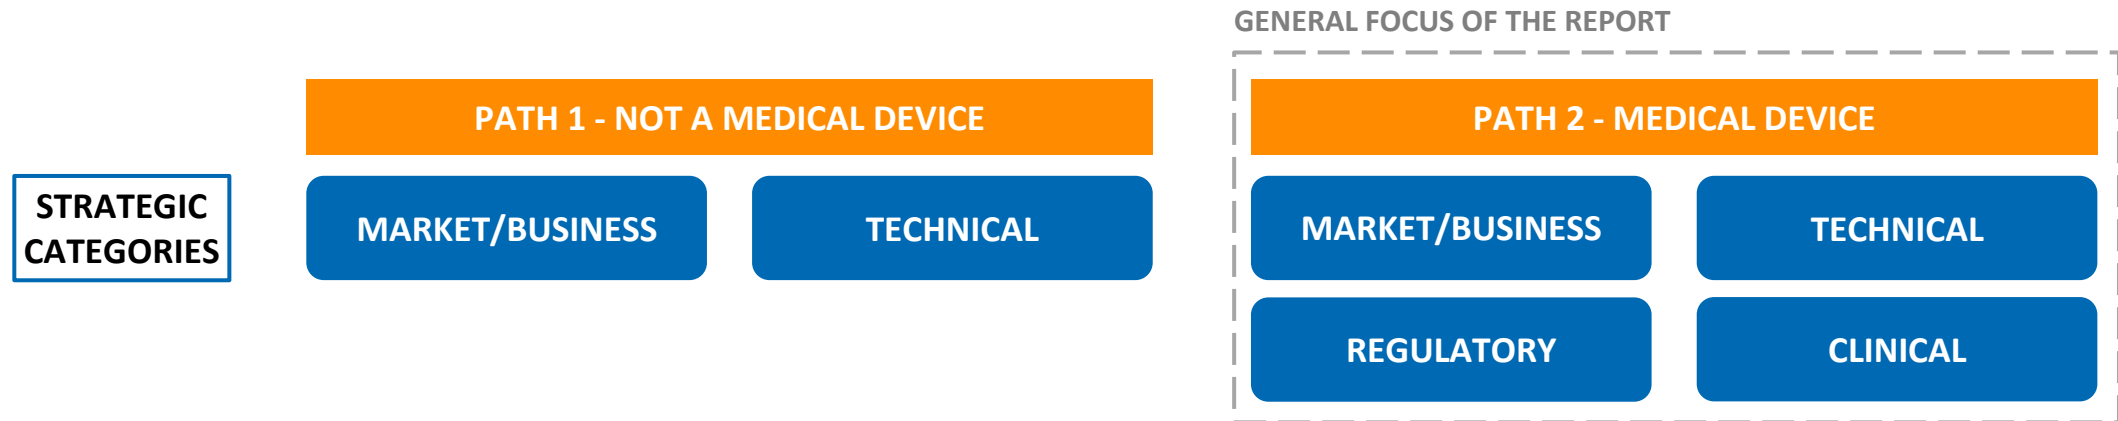 GENERAL FOCUS OF THE REPORT
PATH 1 - NOT A MEDICAL DEVICE
PATH 2 - MEDICAL DEVICE
STRATEGIC
CATEGORIES
MARKET/BUSINESS
TECHNICAL
MARKET/BUSINESS
TECHNICAL
REGULATORY
CLINICAL